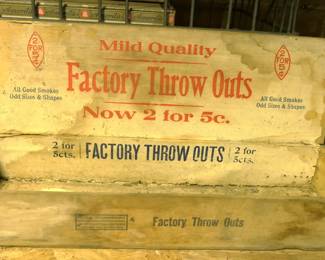 Mild Quality
2 FOR 5¢
Factory Throw Outs
2 FOR 5¢
All Good Smokes
Odd Sizes & Shapes
All Good Smokes
Odd Sizes & Shapes
Now 2 for 5c.
2 for
5cts.
FACTORY THROW OUTS
2 for
5cts.
Factory Throw Outs